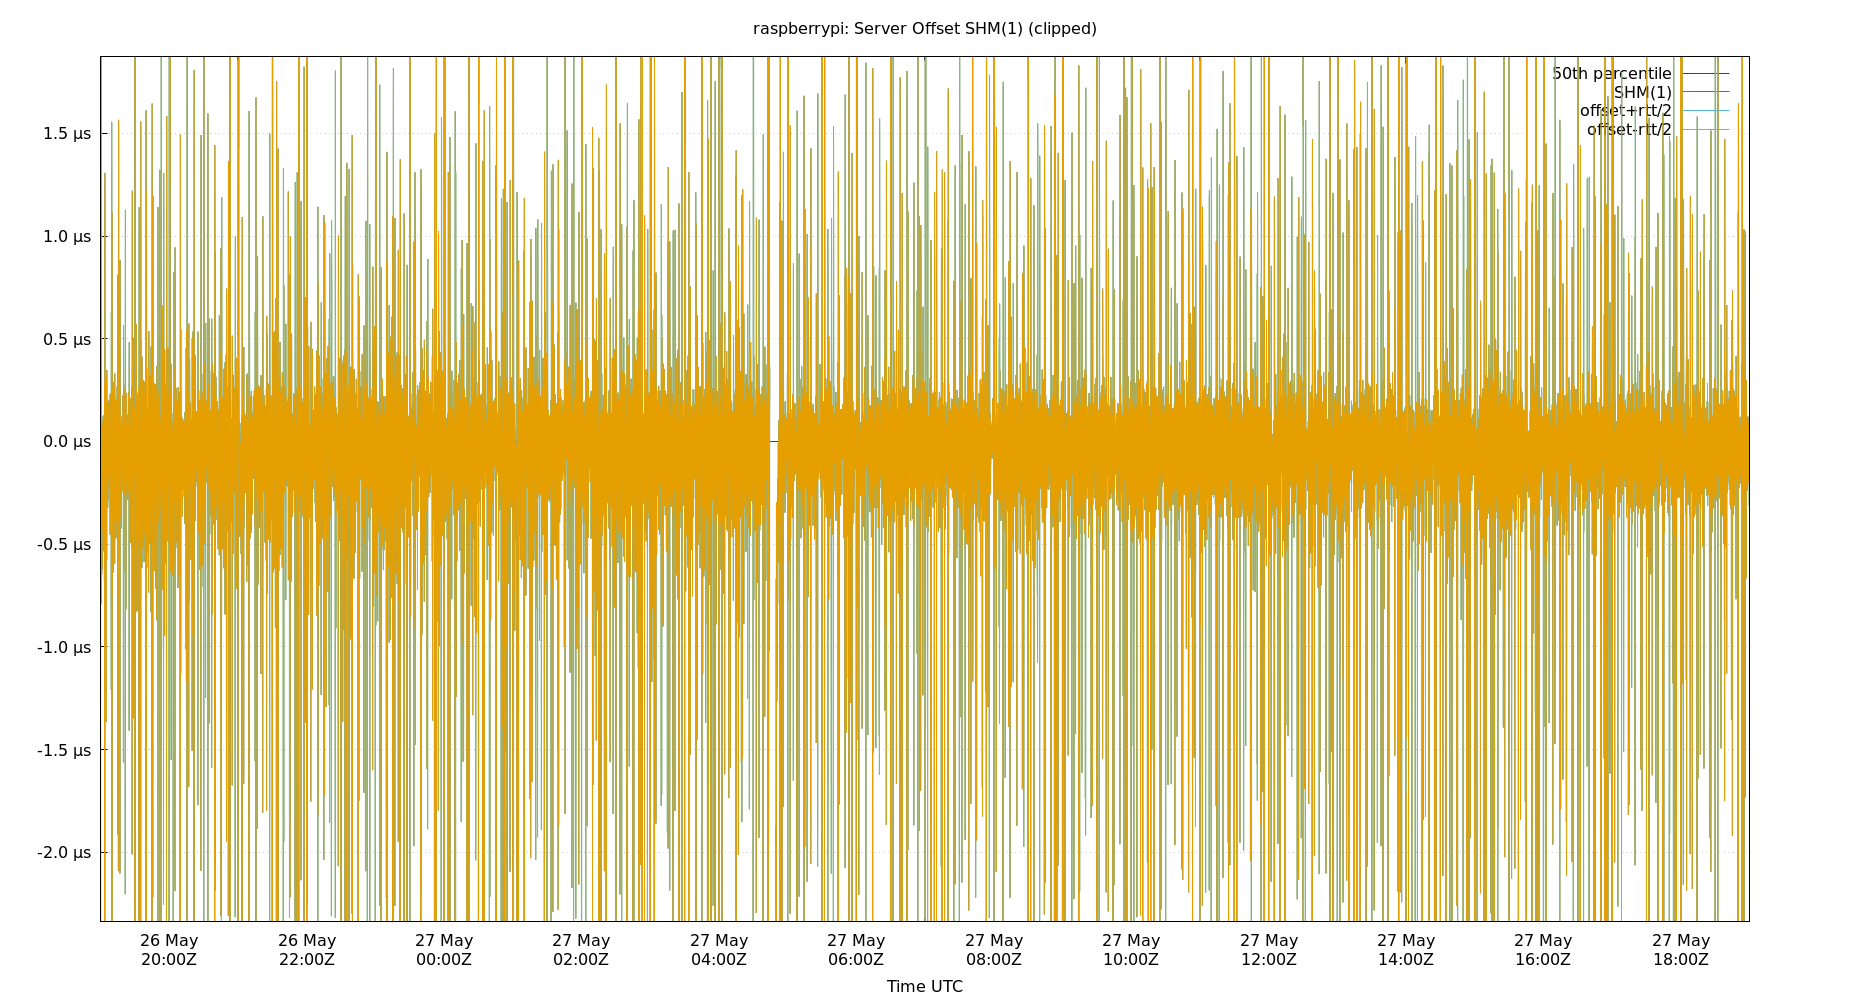 raspberrypi: Server Offset SHM(1) (clipped)
50th percentile
SHM(1)
offset+rtt/2
offset-rtt/2
1.5 µs
1.0 µs
0.5 µs
0.0 µs
-0.5 µs
-1.0 µs
-1.5 µs
-2.0 µs
26 May 26 May 27 May 27 May 27 May 27 May 27 May 27 May 27 May 27 May 27 May 27 May
20:00Z 22:00Z 00:00Z 02:00Z 04:00Z 06:00Z 08:00Z 10:00Z 12:00Z 14:00Z 16:00Z 18:00Z
Time UTC